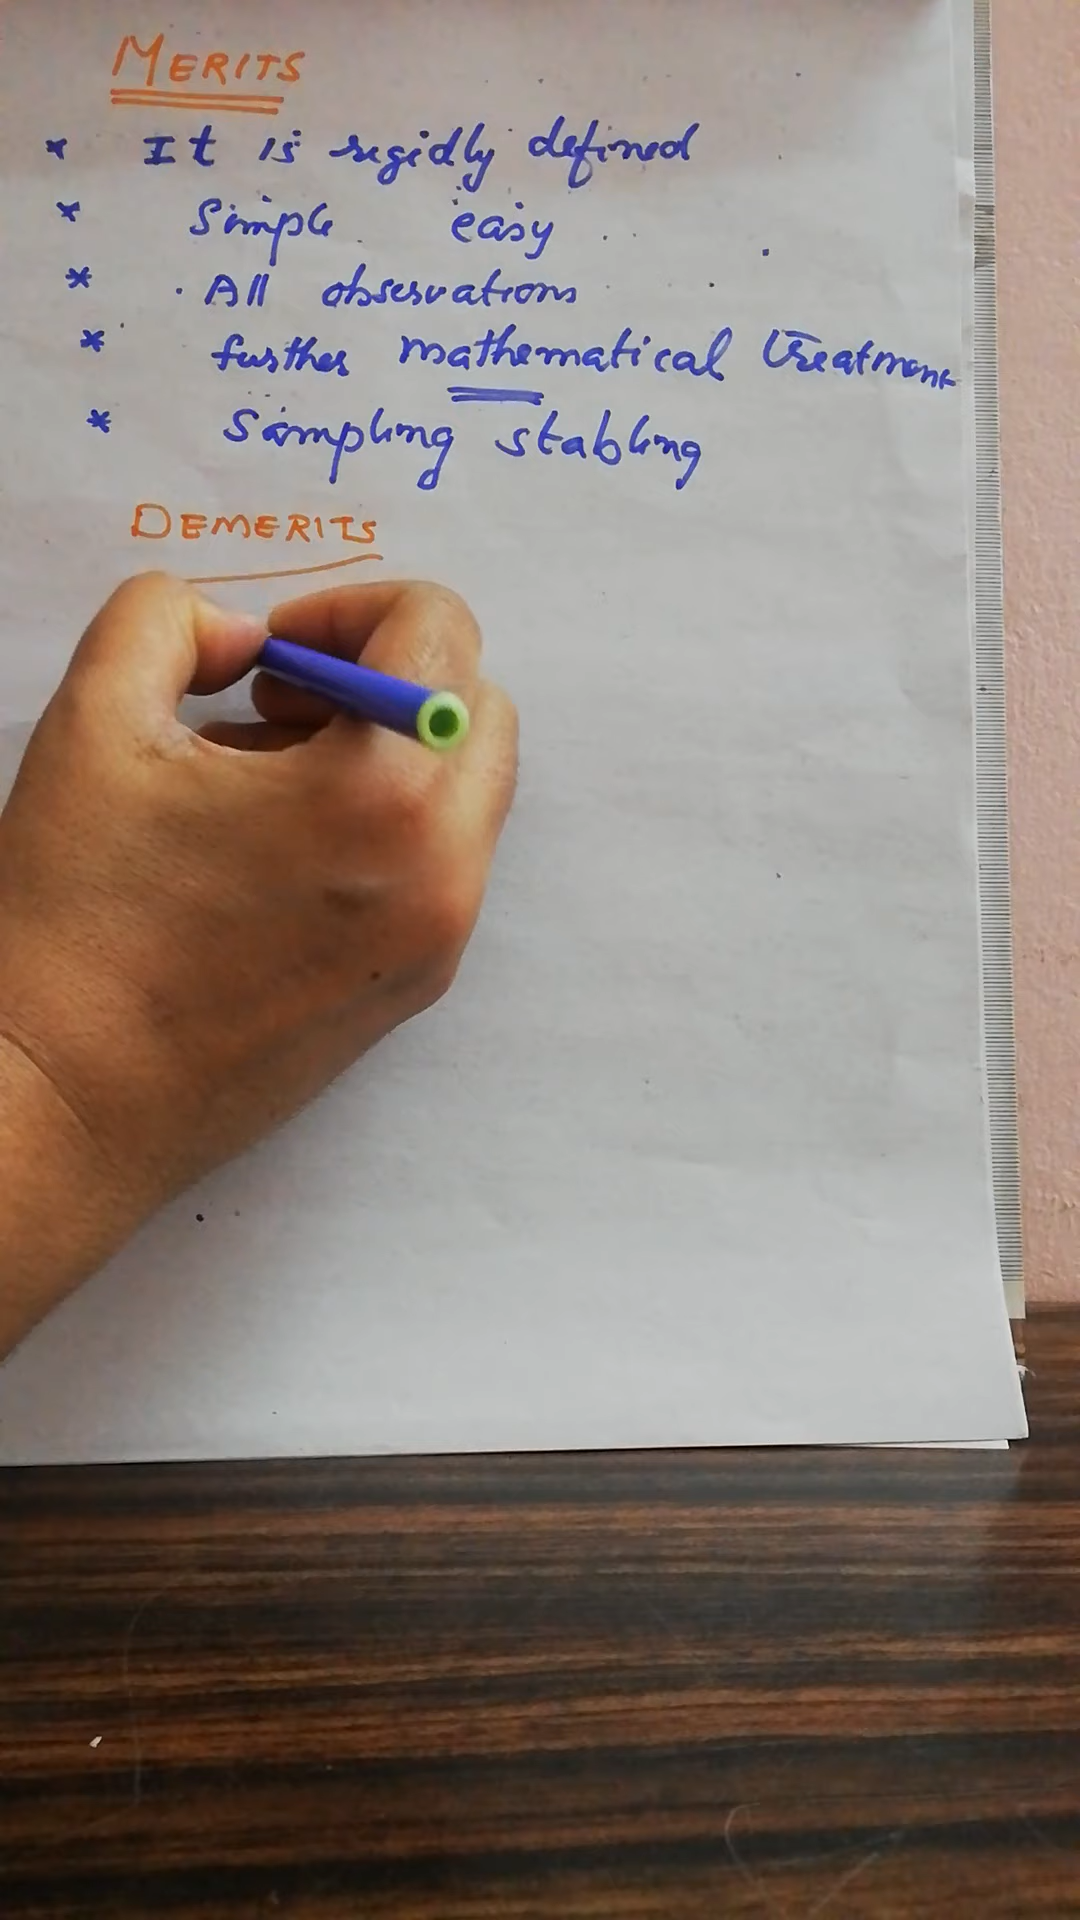 MERITS
* It is rigidly defined
* Simple easy
* All observations
* further mathematical treatment
* Sampling stabling
DEMERITS